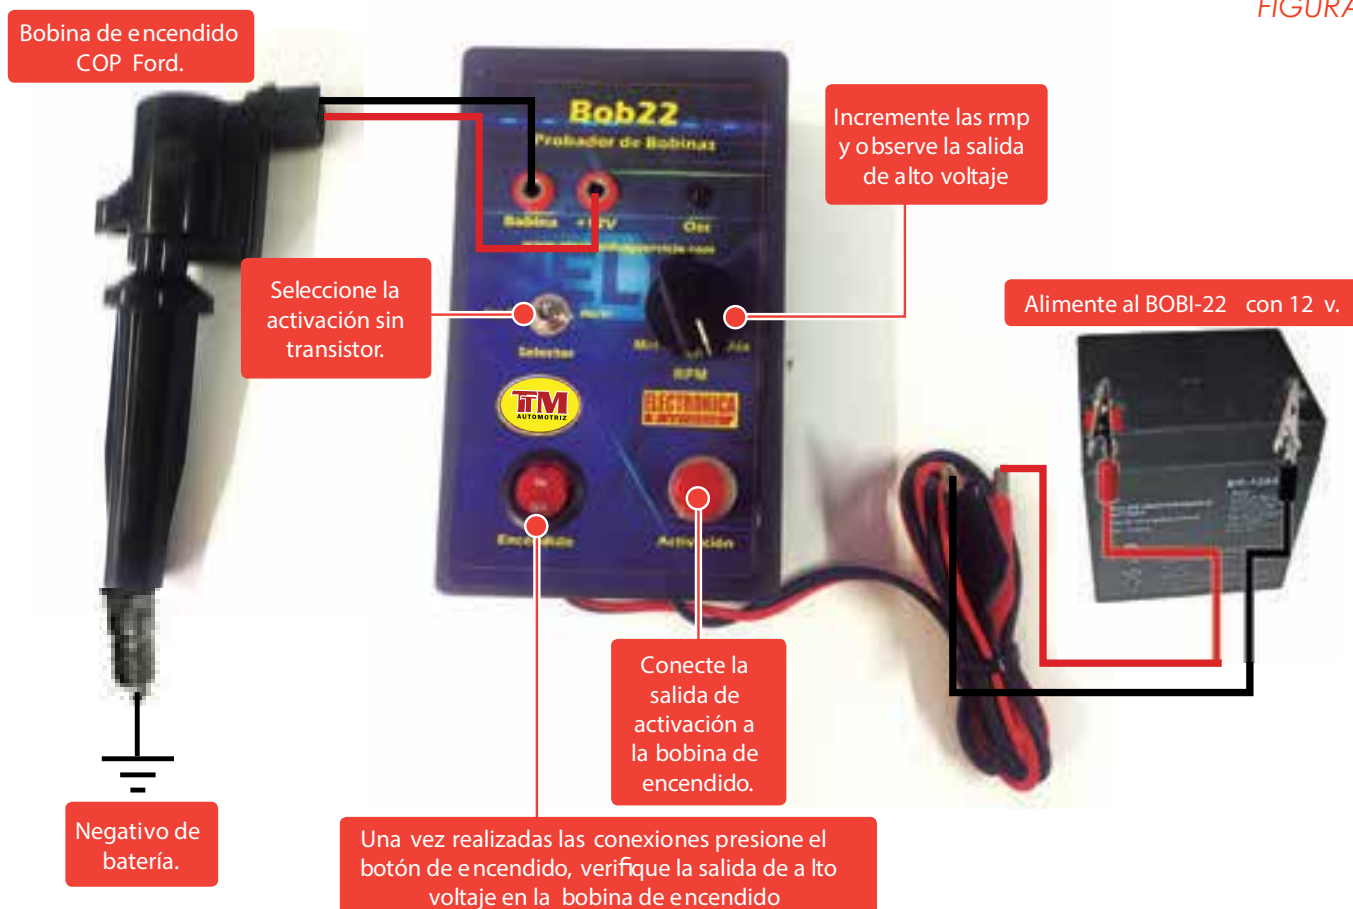 FIGURA
Bobina de encendido
COP Ford.
Bob22
Probador de Bobinas
Incremente las rmp
y observe la salida
de alto voltaje
Bobina +12V Osc
Seleccione la
activación sin
transistor.
Alimente al BOBI-22 con 12 v.
Selector
RPM
TTM
AUTOMOTRIZ
ELECTRONICA
Encendido
Activación
Conecte la
salida de
activación a
la bobina de
encendido.
Negativo de
batería.
Una vez realizadas las conexiones presione el
botón de encendido, verifique la salida de a lto
voltaje en la bobina de encendido